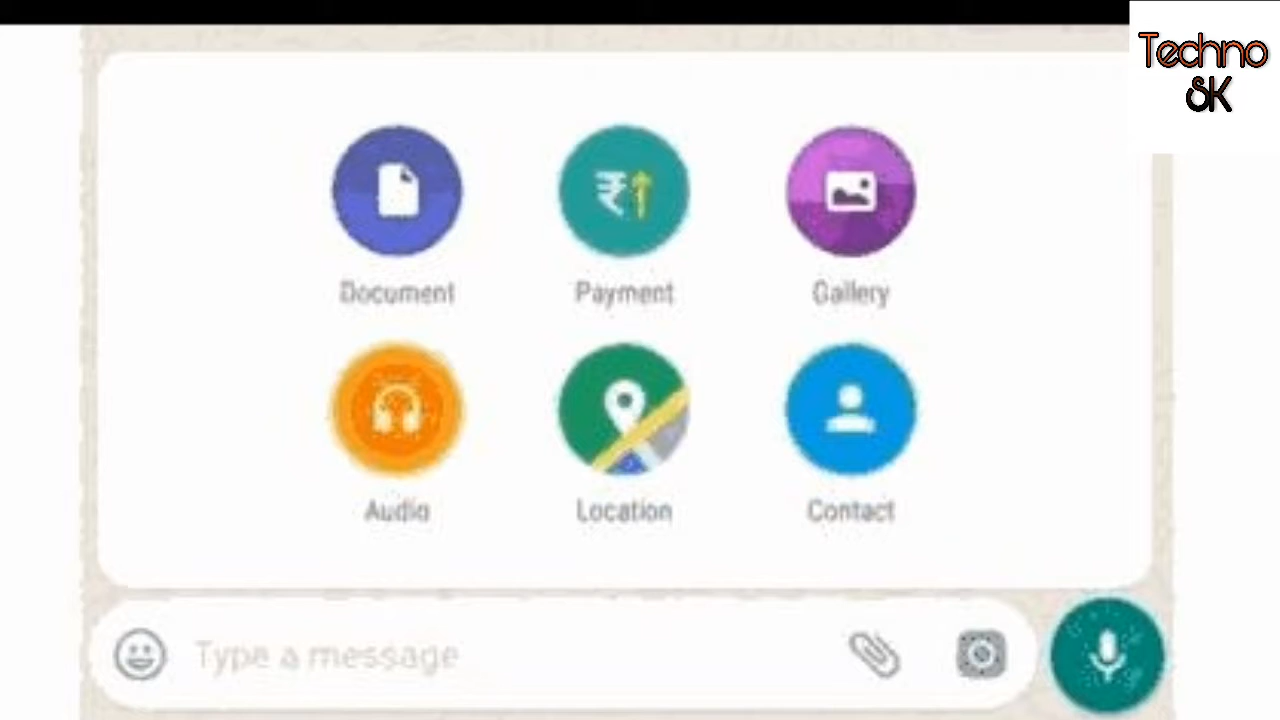 Techno
SK
₹
Document
Payment
Gallery
Audio
Location
Contact
Type a message